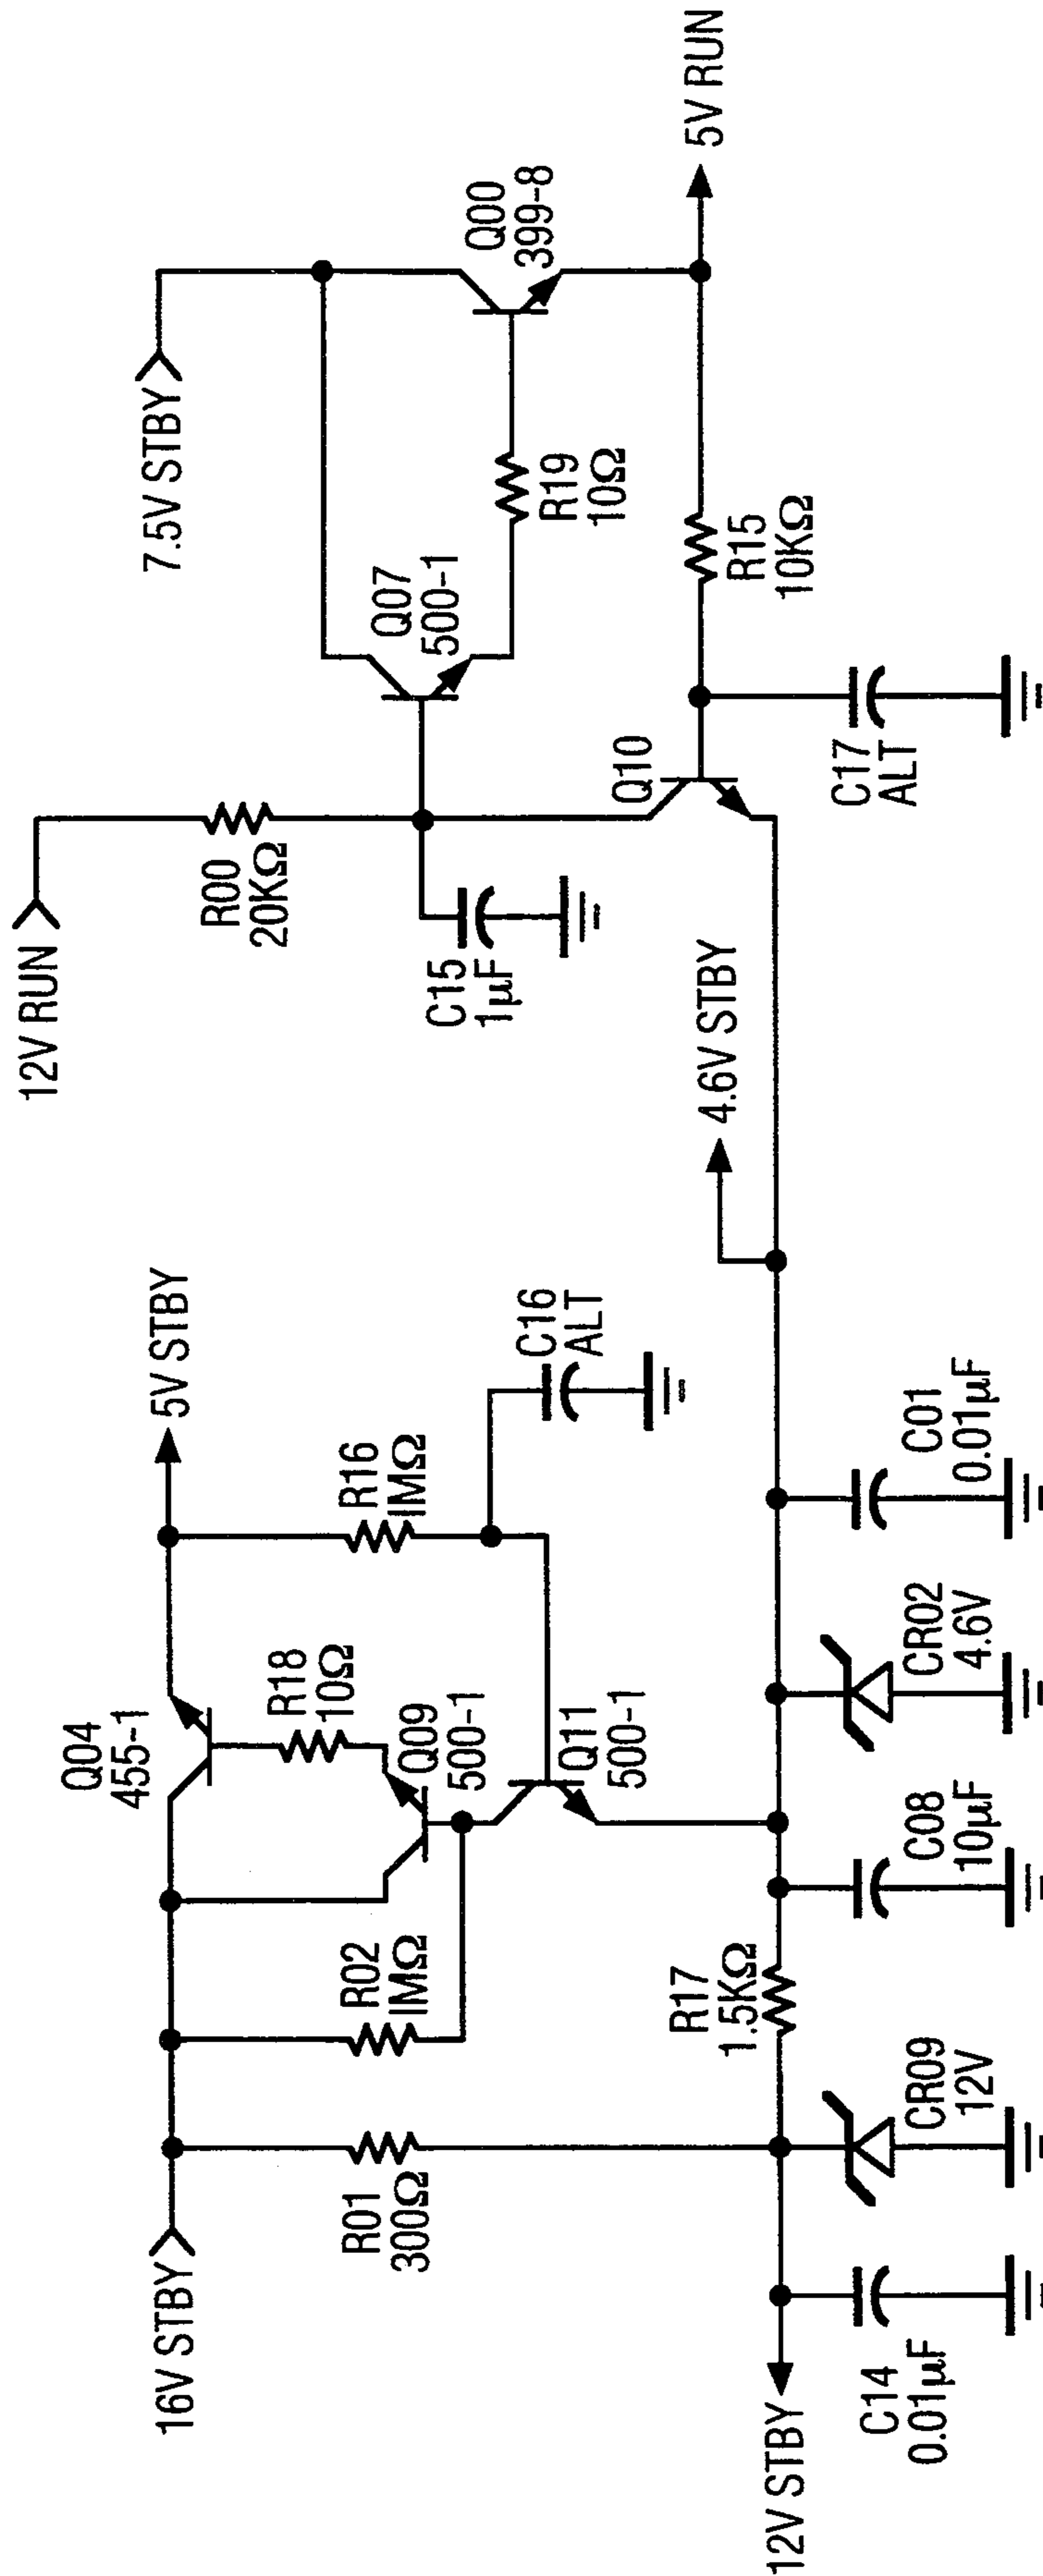 12V RUN
7.5V STBY
R00
20KΩ
C15
1μF
Q07
500-1
R19
10Ω
Q00
399-8
Q10
R15
10KΩ
5V RUN
C17
ALT
16V STBY
R01
300Ω
R02
IMΩ
Q04
455-1
R18
10Ω
Q09
500-1
Q11
500-1
5V STBY
R16
IMΩ
C16
ALT
4.6V STBY
12V STBY
C14
0.01μF
CR09
12V
R17
1.5KΩ
C08
10μF
CR02
4.6V
C01
0.01μF